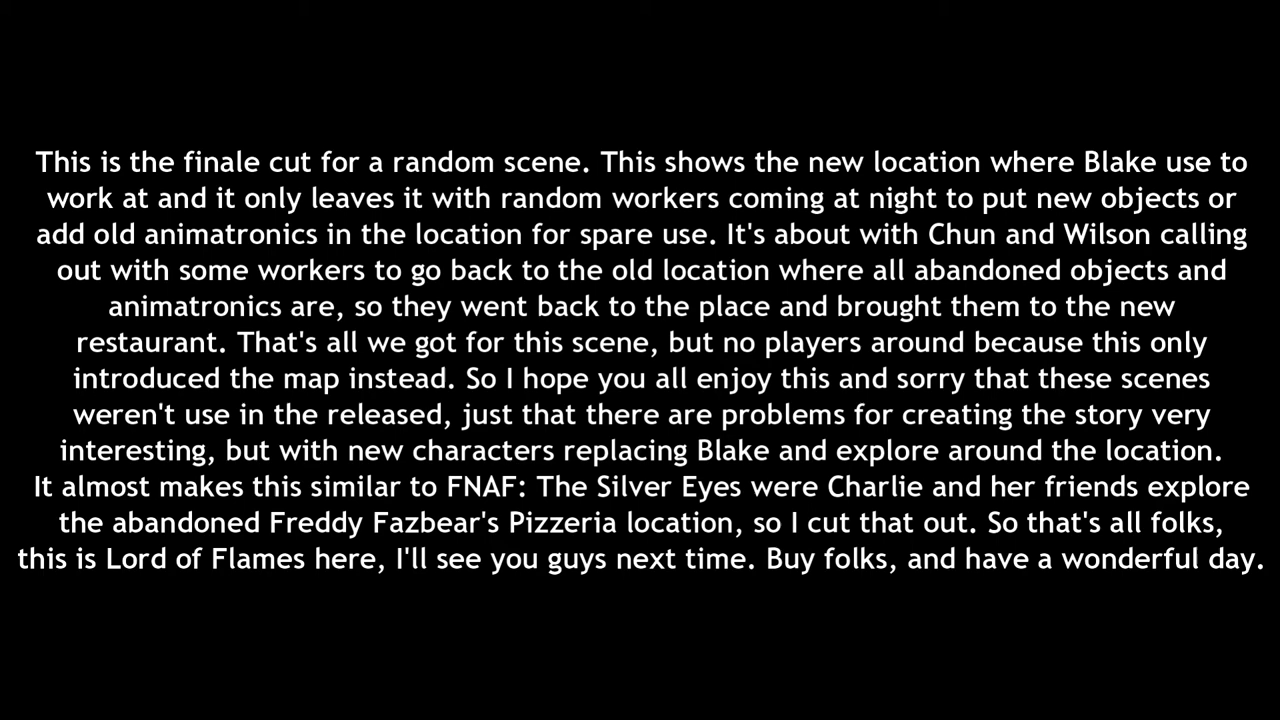 This is the finale cut for a random scene. This shows the new location where Blake use to
work at and it only leaves it with random workers coming at night to put new objects or
add old animatronics in the location for spare use. It's about with Chun and Wilson calling
out with some workers to go back to the old location where all abandoned objects and
animatronics are, so they went back to the place and brought them to the new
restaurant. That's all we got for this scene, but no players around because this only
introduced the map instead. So I hope you all enjoy this and sorry that these scenes
weren't use in the released, just that there are problems for creating the story very
interesting, but with new characters replacing Blake and explore around the location.
It almost makes this similar to FNAF: The Silver Eyes were Charlie and her friends explore
the abandoned Freddy Fazbear's Pizzeria location, so I cut that out. So that's all folks,
this is Lord of Flames here, I'll see you guys next time. Buy folks, and have a wonderful day.